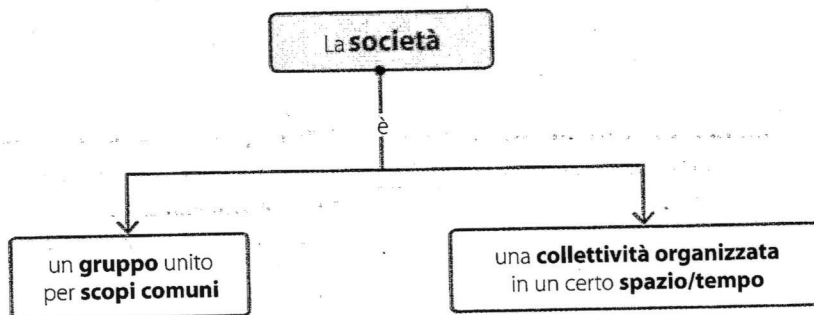 La società
è
un gruppo unito
per scopi comuni
una collettività organizzata
in un certo spazio/tempo